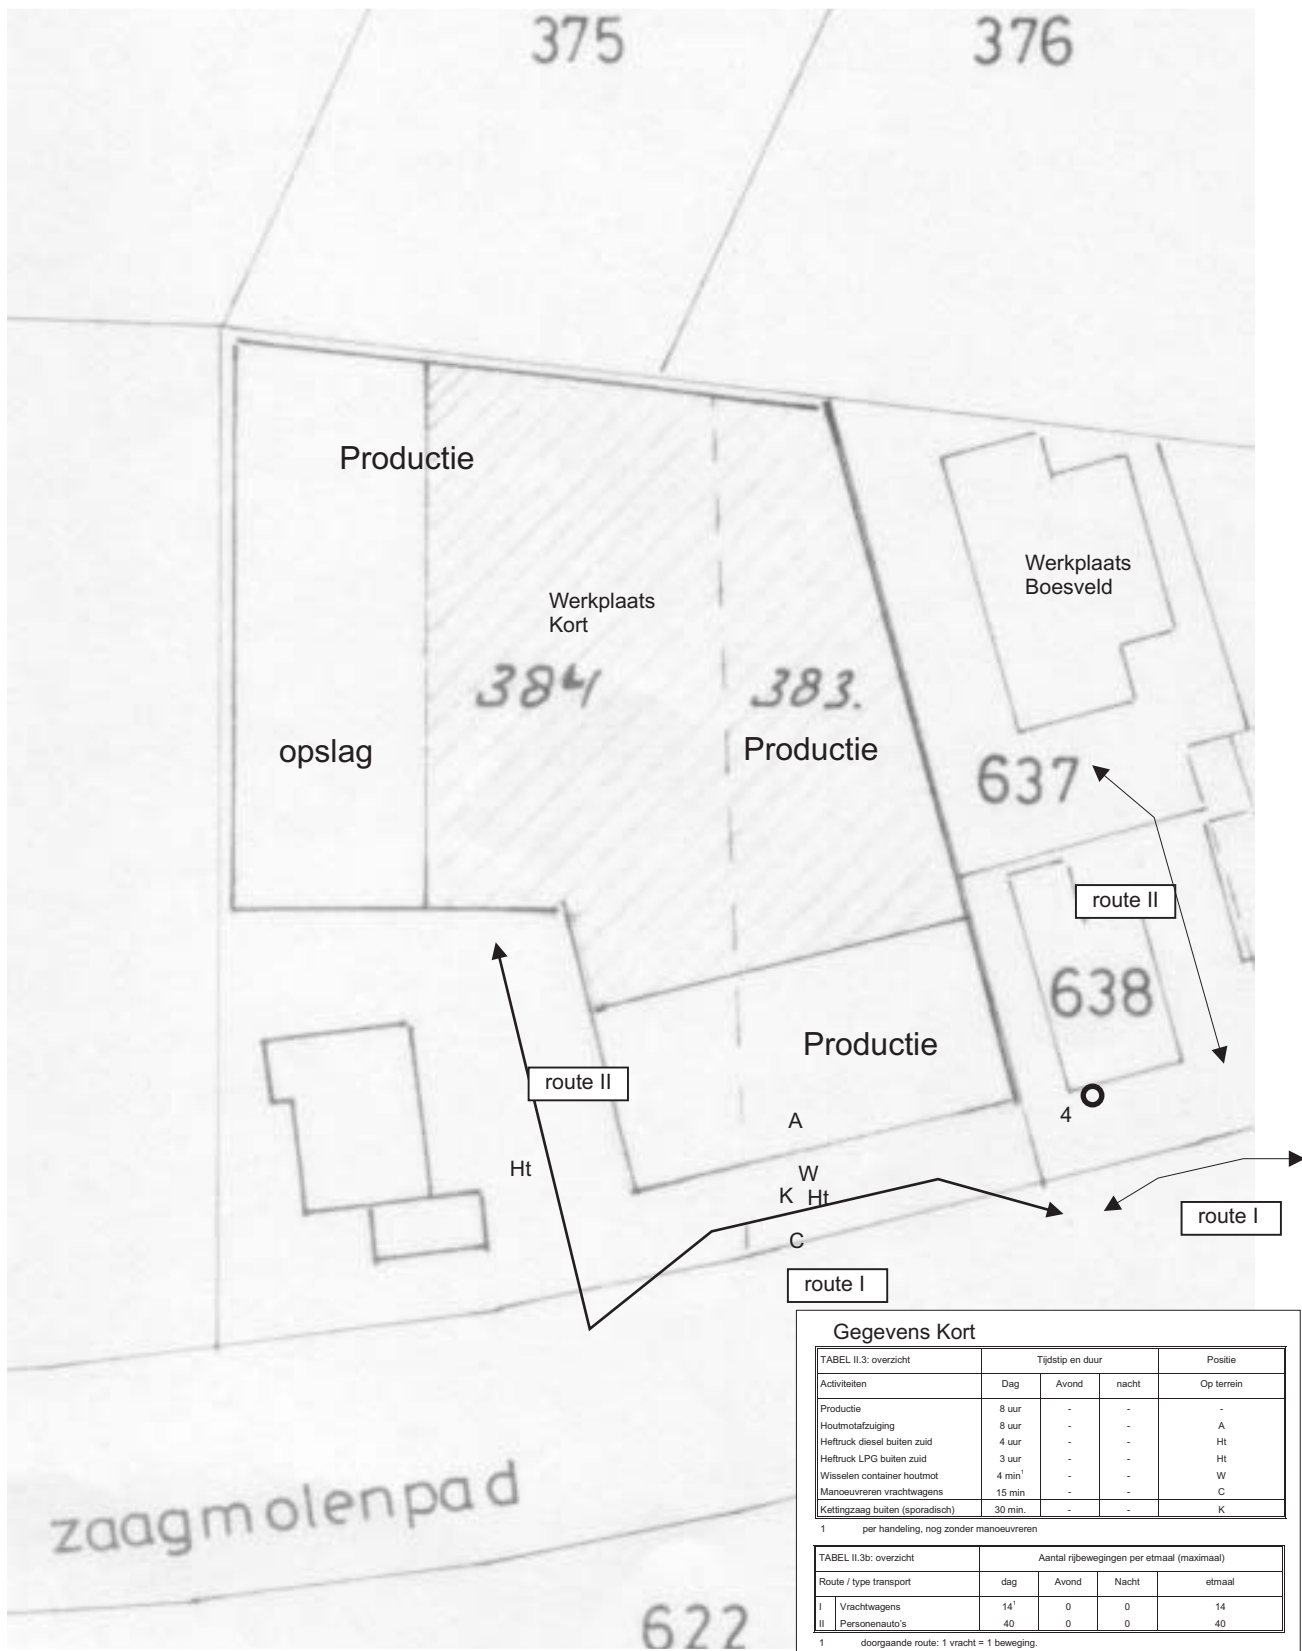 375
376
Productie
Werkplaats
Kort
Werkplaats
Boesveld
384
383.
opslag
Productie
637
route II
638
Productie
route II
4
A
Ht
W
K Ht
C
route I
route I
Gegevens Kort
TABEL II.3: overzicht Tijdstip en duur Positie
Activiteiten Dag Avond nacht Op terrein
Productie 8 uur - - -
Houtmotafzuiging 8 uur - - A
Heftruck diesel buiten zuid 4 uur - - Ht
Heftruck LPG buiten zuid 3 uur - - Ht
Wisselen container houtmot 4 min¹ - - W
Manoeuvreren vrachtwagens 15 min - - C
Kettingzaag buiten (sporadisch) 30 min. - - K
1 per handeling, nog zonder manoeuvreren
TABEL II.3b: overzicht Aantal rijbewegingen per etmaal (maximaal)
Route / type transport dag Avond Nacht etmaal
I Vrachtwagens 14¹ 0 0 14
II Personenauto's 40 0 0 40
1 doorgaande route: 1 vracht = 1 beweging.
zaagmolenpad
622